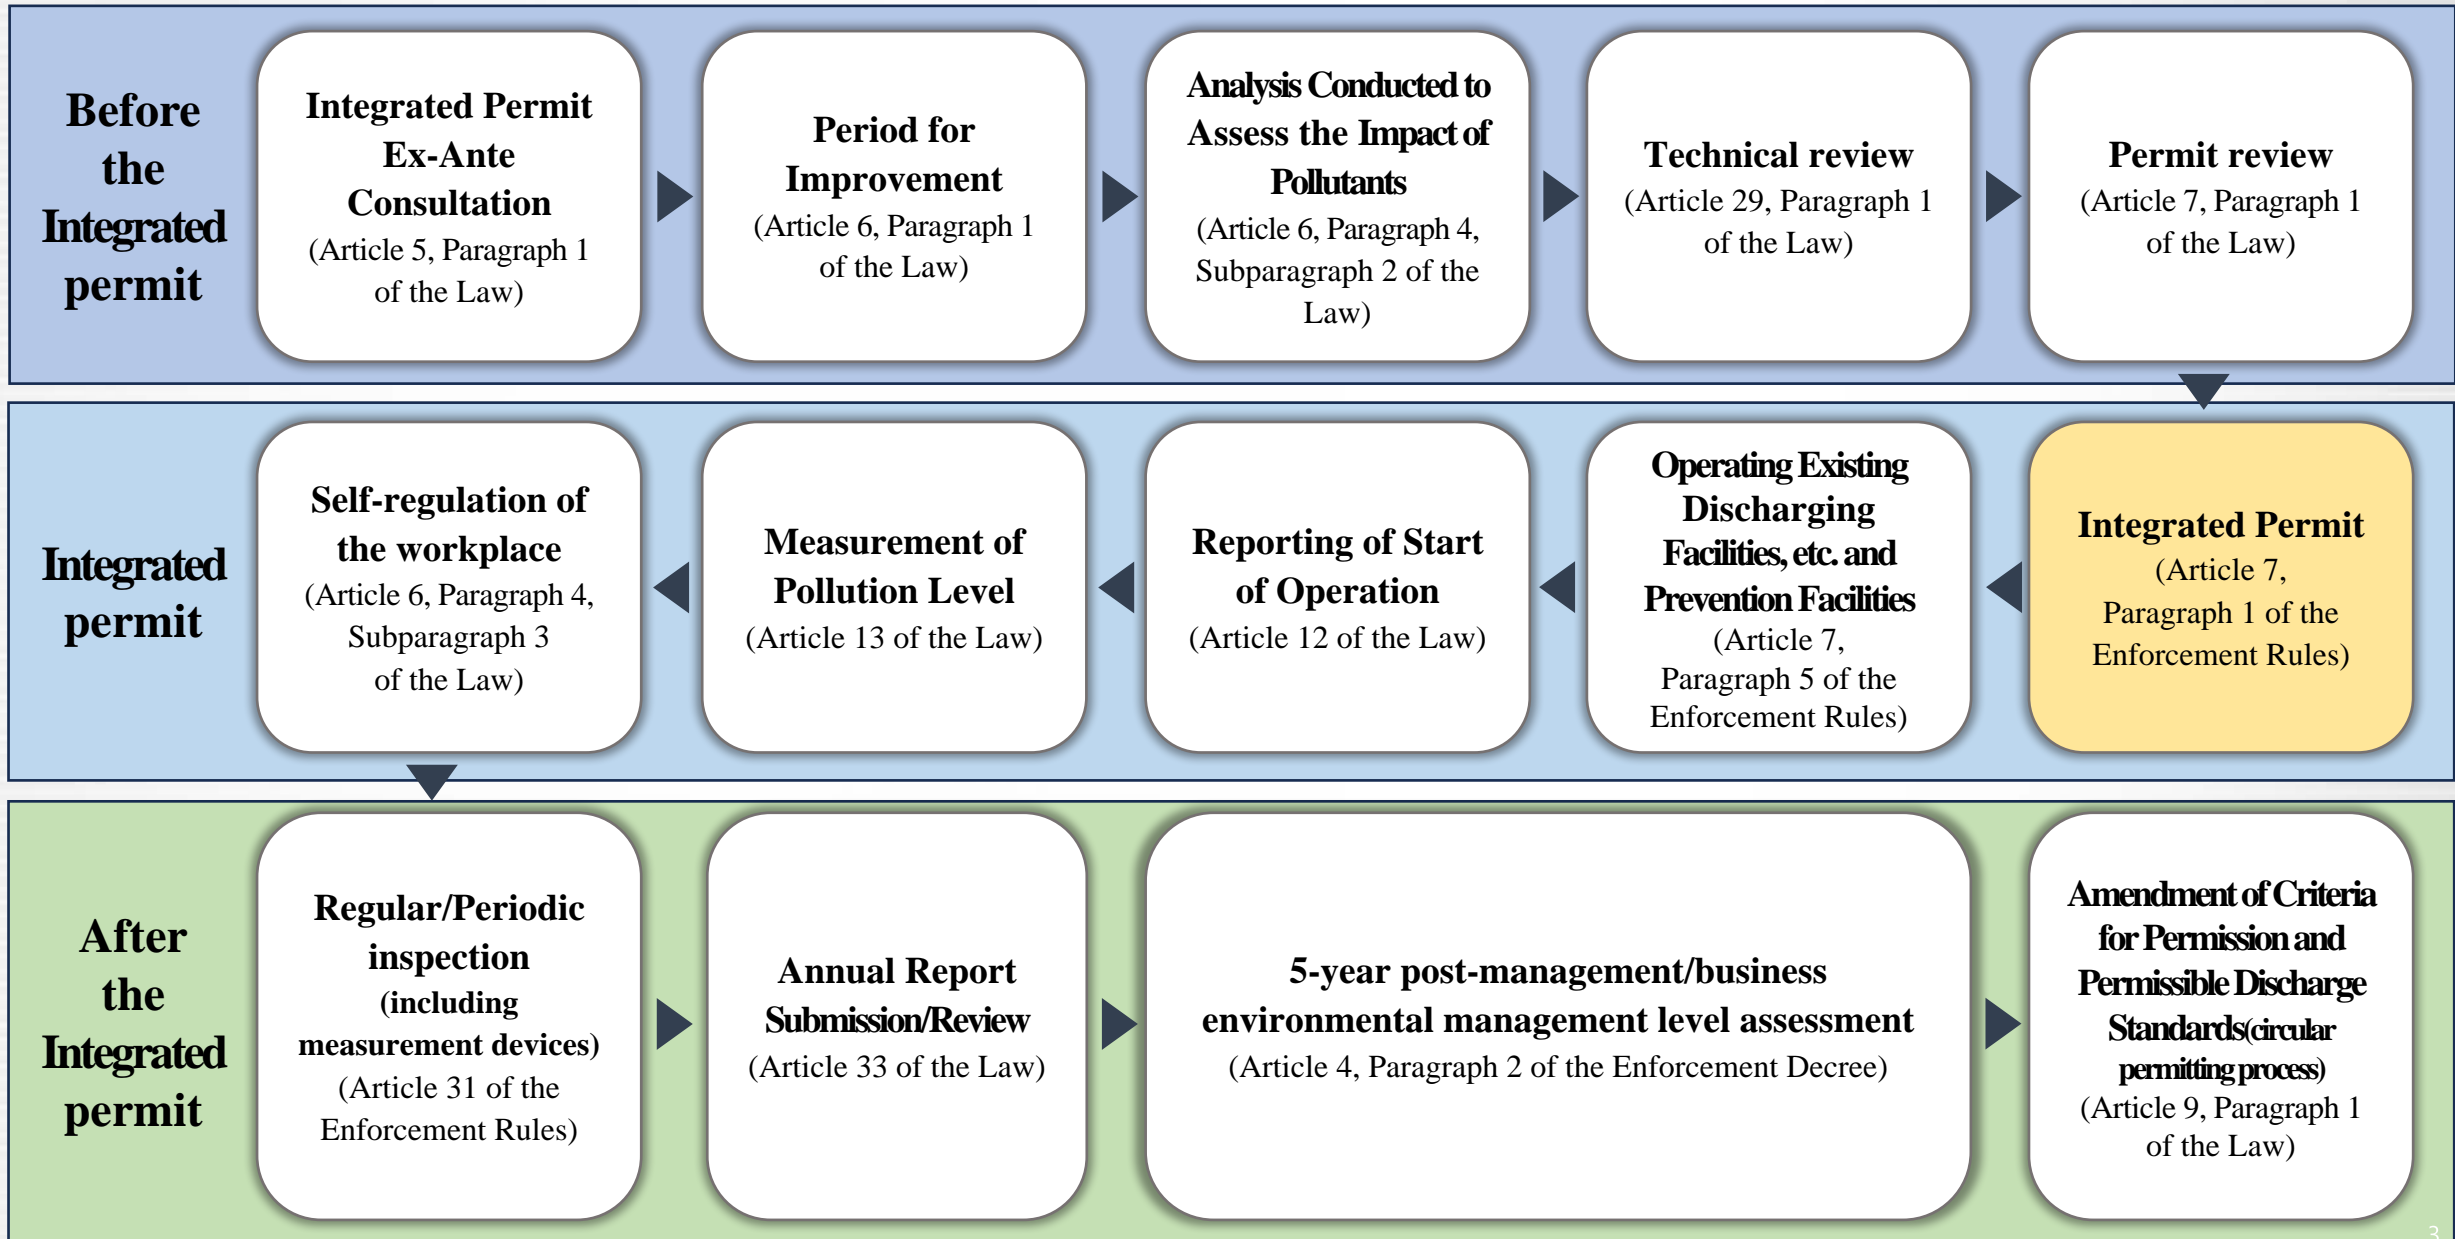 Before
the
Integrated
permit
Integrated Permit
Ex-Ante
Consultation
(Article 5, Paragraph 1
of the Law)
Period for
Improvement
(Article 6, Paragraph 1
of the Law)
Analysis Conducted to
Assess the Impact of
Pollutants
(Article 6, Paragraph 4,
Subparagraph 2 of the
Law)
Technical review
(Article 29, Paragraph 1
of the Law)
Permit review
(Article 7, Paragraph 1
of the Law)
Integrated
permit
Self-regulation of
the workplace
(Article 6, Paragraph 4,
Subparagraph 3
of the Law)
Measurement of
Pollution Level
(Article 13 of the Law)
Reporting of Start
of Operation
(Article 12 of the Law)
Operating Existing
Discharging
Facilities, etc. and
Prevention Facilities
(Article 7,
Paragraph 5 of the
Enforcement Rules)
Integrated Permit
(Article 7,
Paragraph 1 of the
Enforcement Rules)
After
the
Integrated
permit
Regular/Periodic
inspection
(including
measurement devices)
(Article 31 of the
Enforcement Rules)
Annual Report
Submission/Review
(Article 33 of the Law)
5-year post-management/business
environmental management level assessment
(Article 4, Paragraph 2 of the Enforcement Decree)
Amendment of Criteria
for Permission and
Permissible Discharge
Standards(circular
permitting process)
(Article 9, Paragraph 1
of the Law)
3